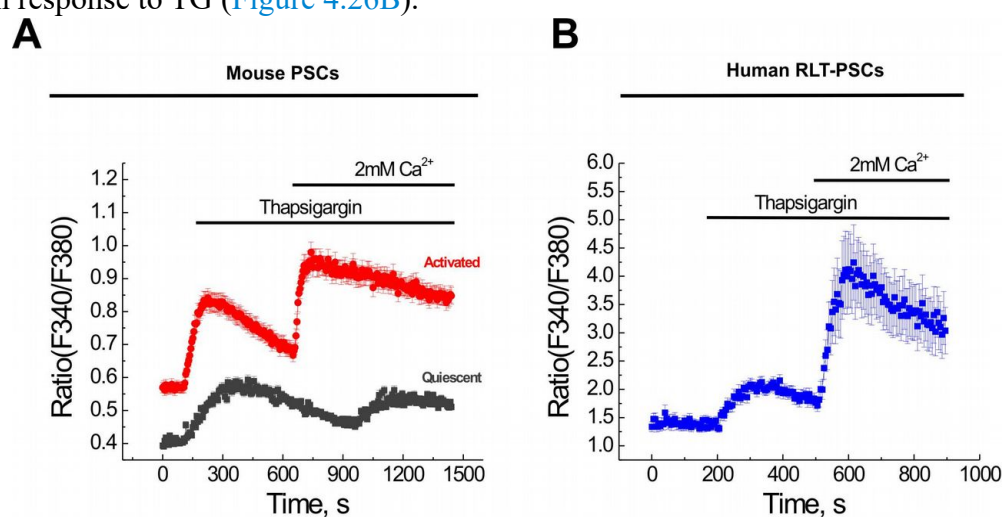 response to TG (Figure 4.26B).
A
Mouse PSCs
2mM Ca²⁺
Thapsigargin
Activated
Quiescent
Ratio(F340/F380)
1.2
1.1
1.0
0.9
0.8
0.7
0.6
0.5
0.4
0 300 600 900 1200 1500
Time, s
B
Human RLT-PSCs
2mM Ca²⁺
Thapsigargin
Ratio(F340/F380)
6.0
5.5
5.0
4.5
4.0
3.5
3.0
2.5
2.0
1.5
1.0
0 200 400 600 800 1000
Time, s